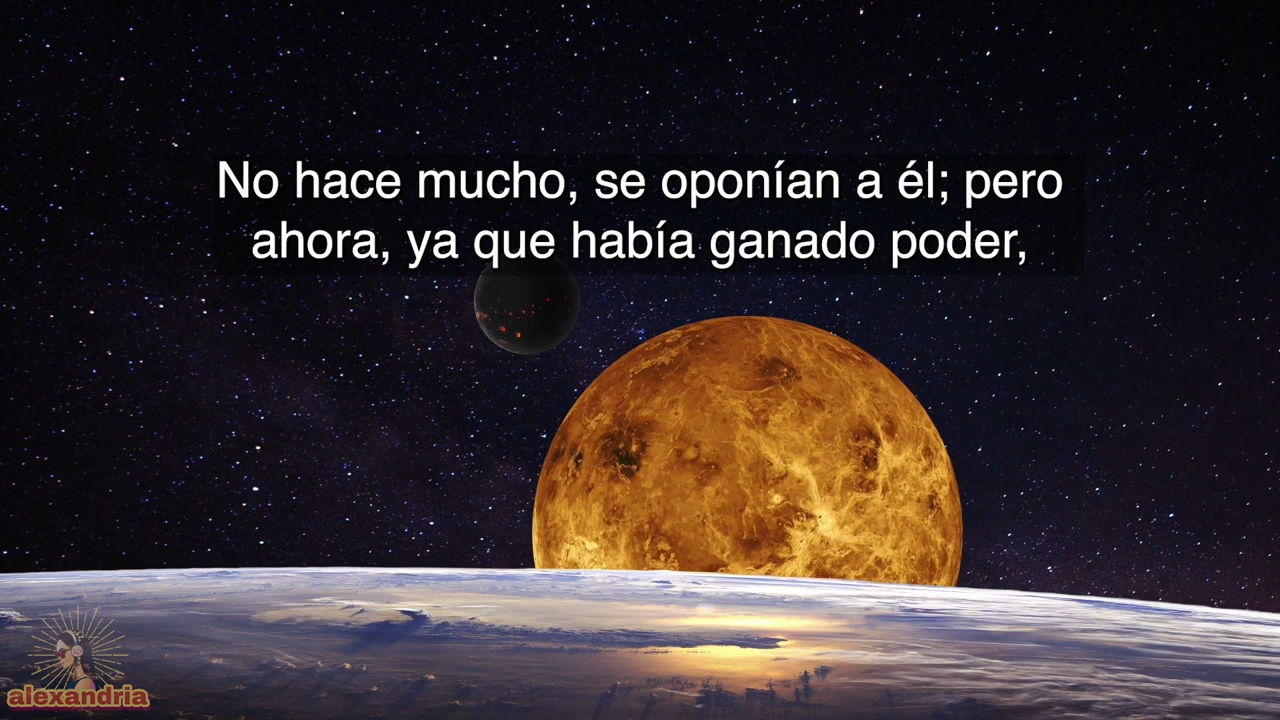 No hace mucho, se oponían a él; pero
ahora, ya que había ganado poder,
alexandria